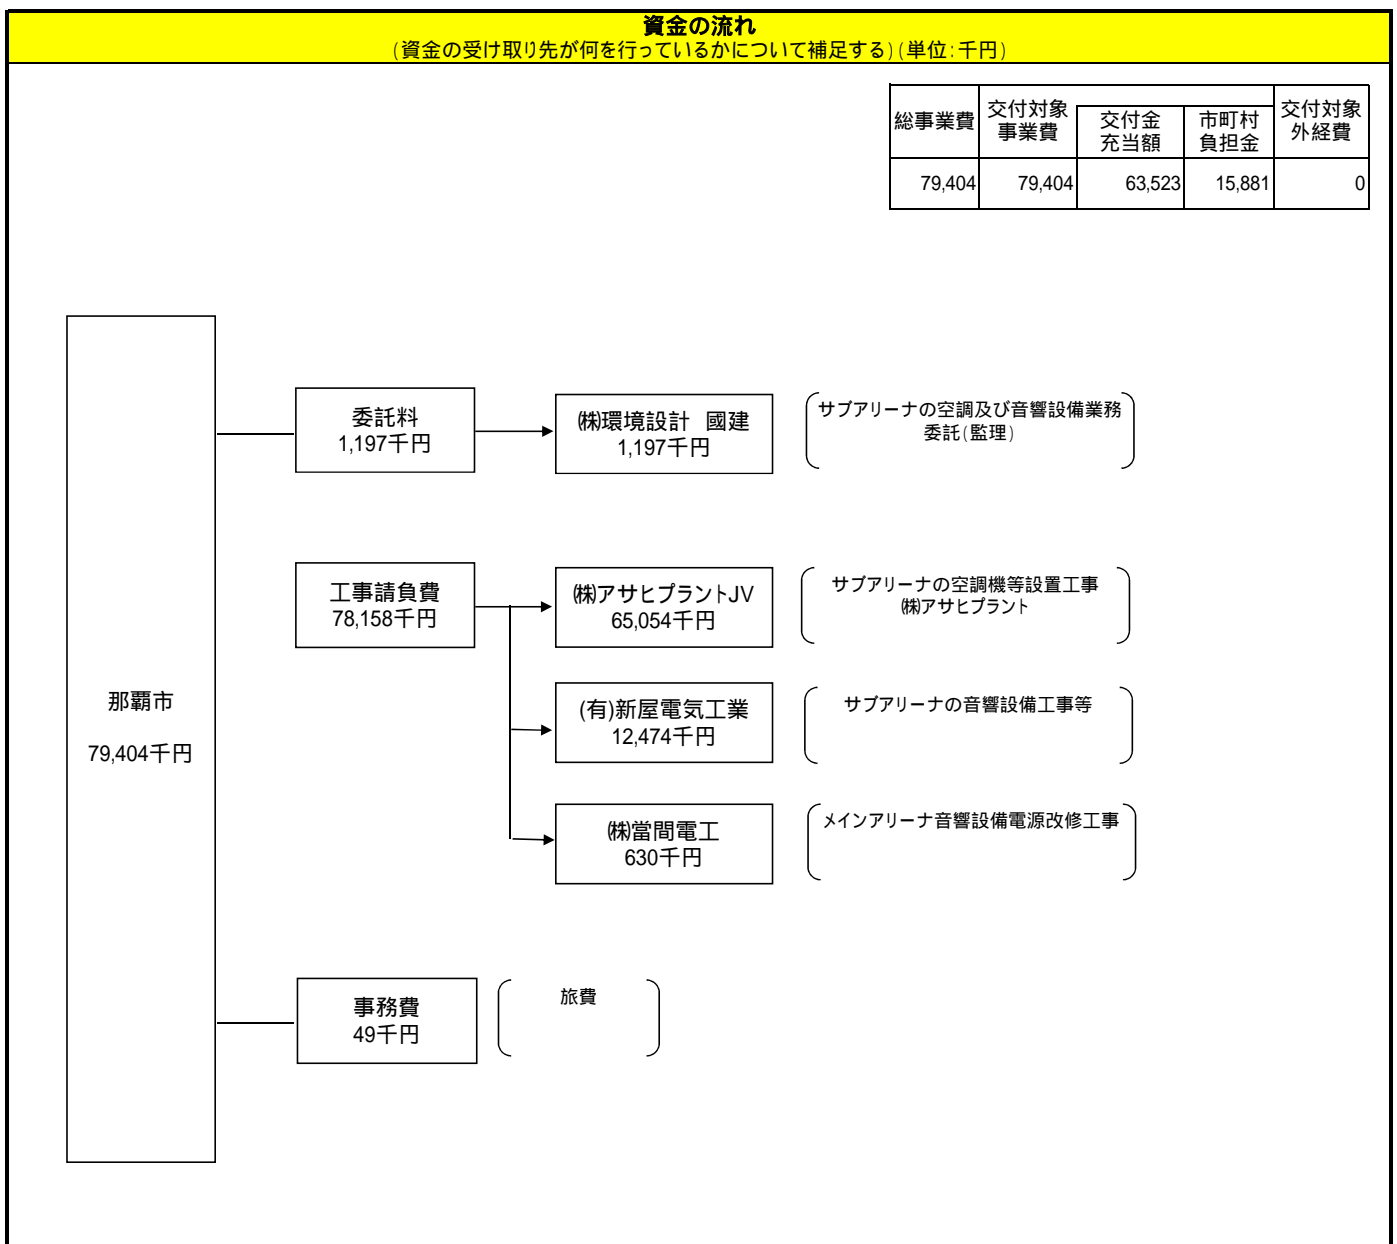 資金の流れ
(資金の受け取り先が何を行っているかについて補足する)(単位:千円)
総事業費
交付対象
事業費
交付金
充当額
市町村
負担金
交付対象
外経費
79,404 79,404 63,523 15,881 0
委託料
1,197千円
㈱環境設計 國建
1,197千円
サブアリーナの空調及び音響設備業務
委託(監理)
工事請負費
78,158千円
㈱アサヒプラントJV
65,054千円
サブアリーナの空調機等設置工事
㈱アサヒプラント
那覇市
79,404千円
(有)新屋電気工業
12,474千円
サブアリーナの音響設備工事等
㈱當間電工
630千円
メインアリーナ音響設備電源改修工事
事務費
49千円
旅費